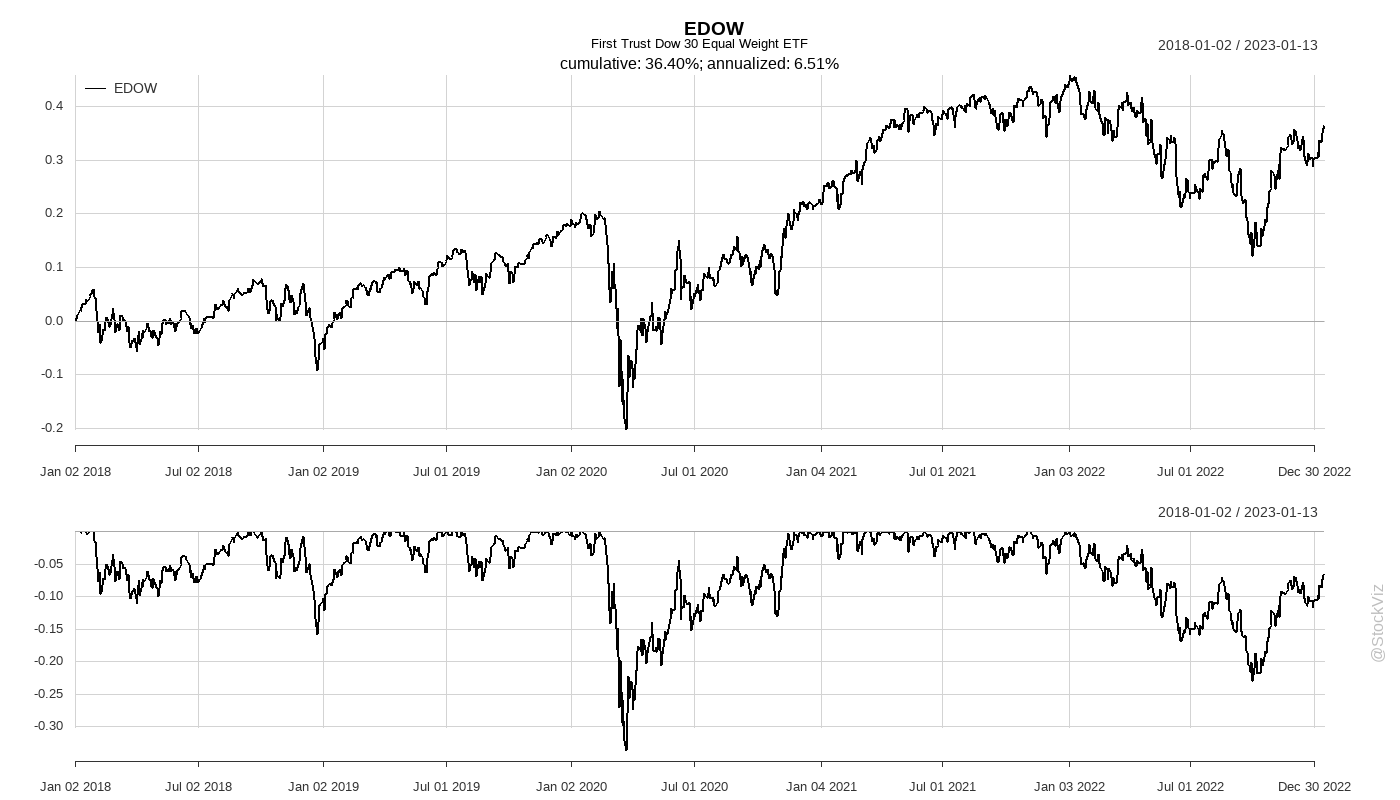 EDOW
First Trust Dow 30 Equal Weight ETF
2018-01-02 / 2023-01-13
cumulative: 36.40%; annualized: 6.51%
EDOW
0.4
0.3
0.2
0.1
0.0
-0.1
-0.2
Jan 02 2018 Jul 02 2018 Jan 02 2019 Jul 01 2019 Jan 02 2020 Jul 01 2020 Jan 04 2021 Jul 01 2021 Jan 03 2022 Jul 01 2022 Dec 30 2022
2018-01-02 / 2023-01-13
-0.05
-0.10
-0.15
-0.20
-0.25
-0.30
Jan 02 2018 Jul 02 2018 Jan 02 2019 Jul 01 2019 Jan 02 2020 Jul 01 2020 Jan 04 2021 Jul 01 2021 Jan 03 2022 Jul 01 2022 Dec 30 2022
@StockViz